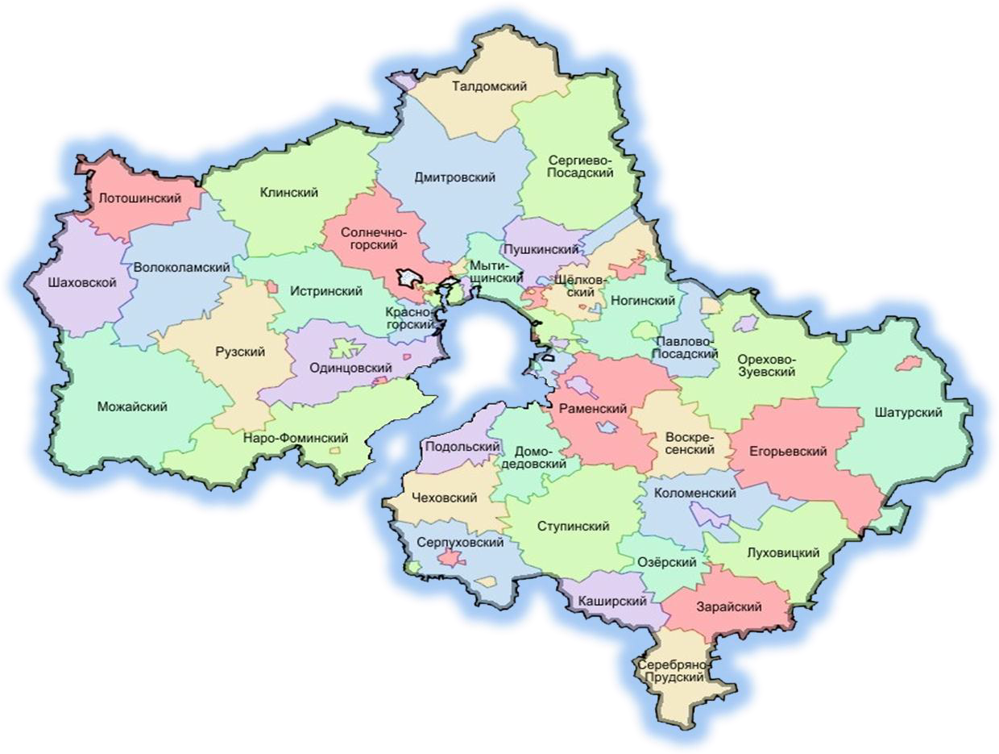 Талдомский
Сергиево-
Посадский
Дмитровский
Клинский
Лотошинский
Солнечно-
горский
Пушкинский
Мыти-
щинский
Волоколамский
Шаховской
Истринский
Щёлков-
ский
Ногинский
Красно-
горский
Павлово-
Посадский
Рузский
Одинцовский
Орехово-
Зуевский
Можайский
Раменский
Шатурский
Наро-Фоминский
Подольский
Домо-
дедовский
Воскре-
сенский
Егорьевский
Чеховский
Коломенский
Ступинский
Серпуховский
Озёрский
Луховицкий
Каширский
Зарайский
Серебряно-
Прудский